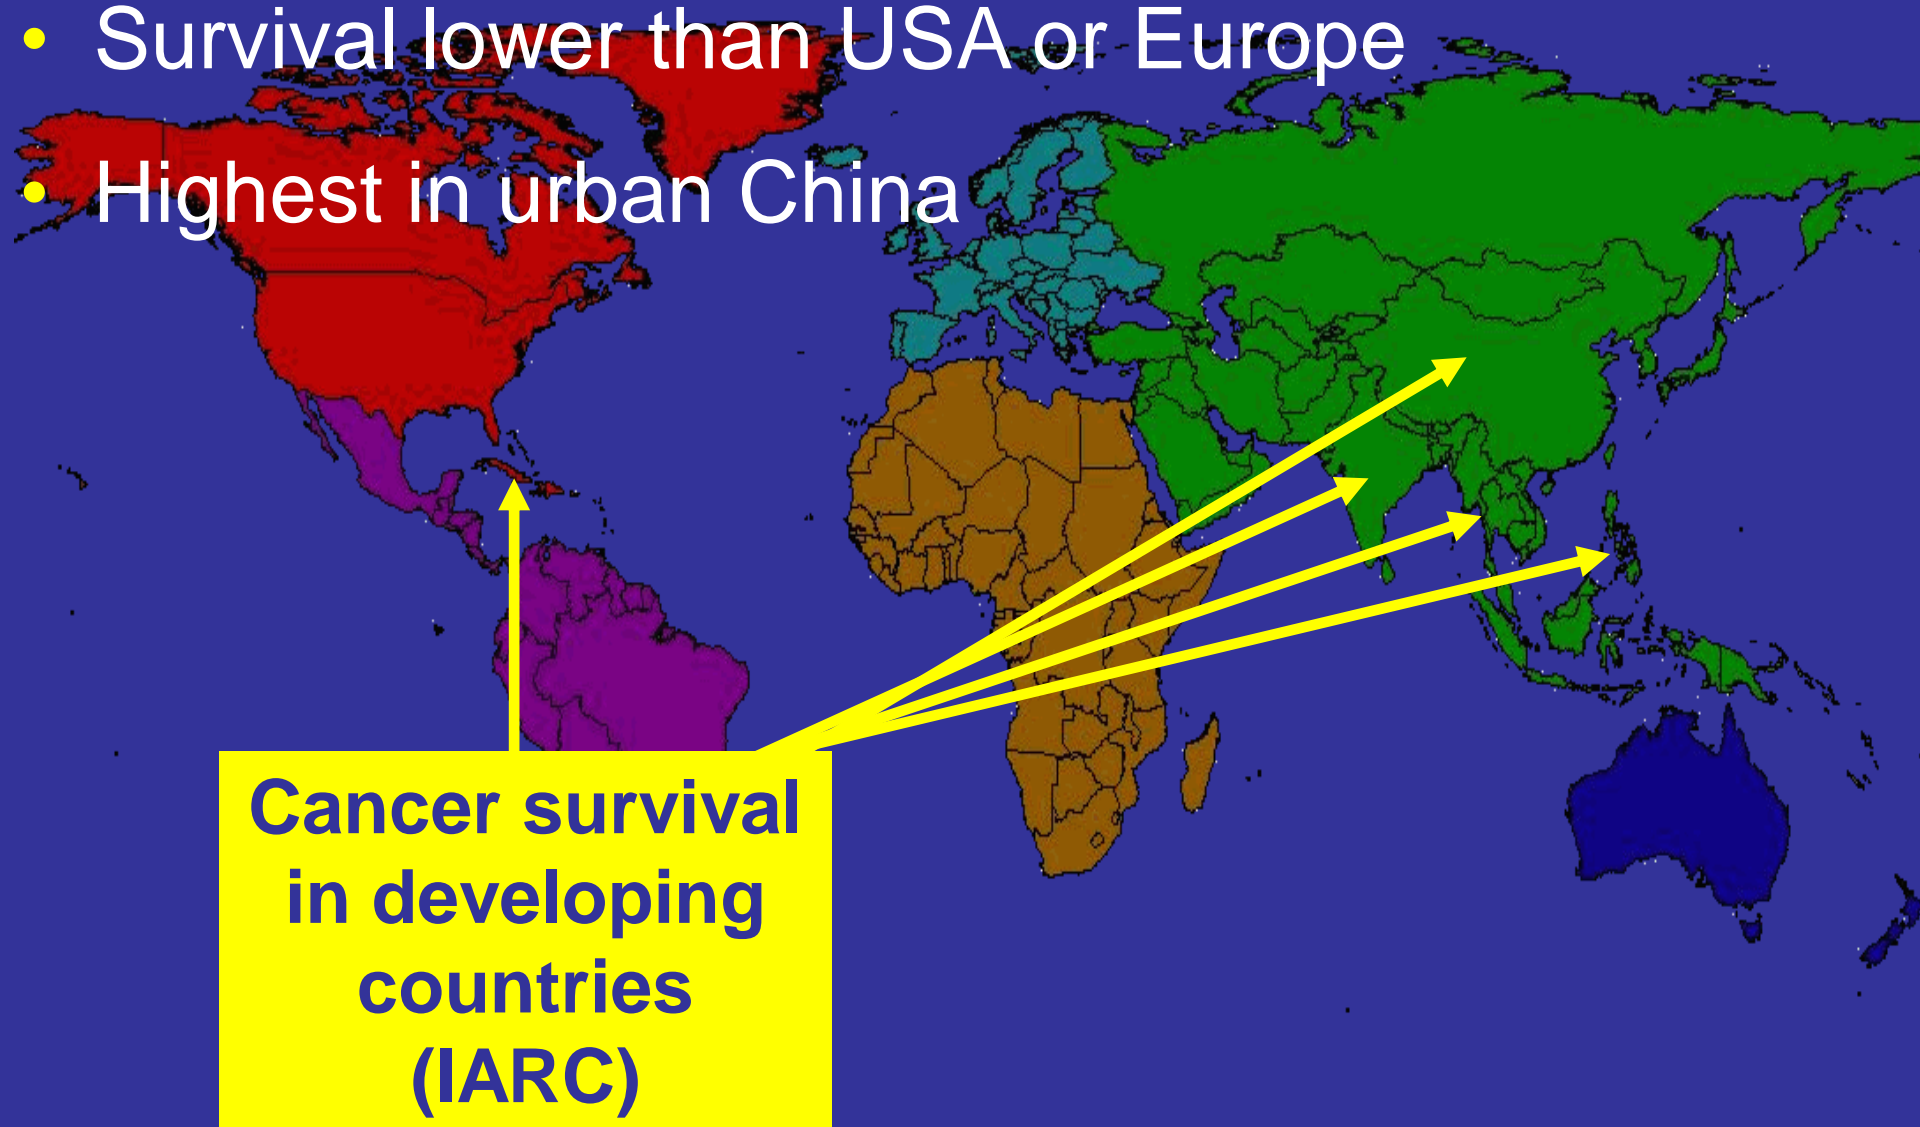 • Survival lower than USA or Europe
• Highest in urban China
Cancer survival
in developing
countries
(IARC)